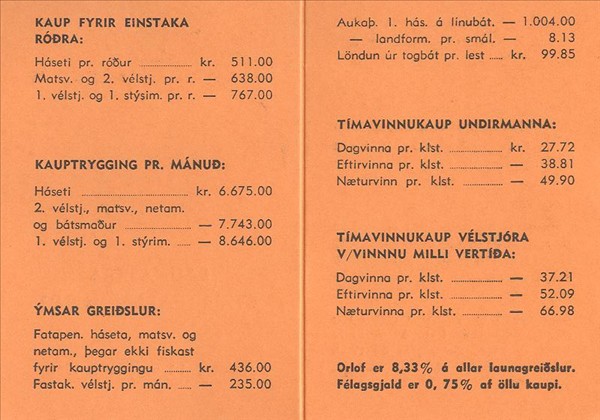 KAUP FYRIR EINSTAKA
RÓÐRA:
Háseti pr. róður ............ kr. 511.00
Matsv. og 2. vélstj. pr. r. — 638.00
1. vélstj. og 1. stýsim. pr. r. — 767.00
KAUPTRYGGING PR. MÁNUÐ:
Háseti ........................ kr. 6.675.00
2. vélstj., matsv., netam.
og bátsmaður ............ — 7.743.00
1. vélstj. og 1. stýrim. ..... — 8.646.00
ÝMSAR GREIÐSLUR:
Fatapen. háseta, matsv. og
netam., þegar ekki fiskast
fyrir kauptryggingu ...... kr. 436.00
Fastak. vélstj. pr. mán. ..... — 235.00
Aukaþ. 1. hás. á línubát. — 1.004.00
— landform. pr. smál. — 8.13
Löndun úr togbát pr. lest ..... kr. 99.85
TÍMAVINNUKAUP UNDIRMANNA:
Dagvinna pr. klst. ............ kr. 27.72
Eftirvinna pr. klst. ............ — 38.81
Næturvinn pr. klst. ............ — 49.90
TÍMAVINNUKAUP VÉLSTJÓRA
V/VINNNU MILLI VERTÍÐA:
Dagvinna pr. klst. ............ — 37.21
Eftirvinna pr. klst. ............ — 52.09
Næturvinna pr. klst. ............ — 66.98
Orlof er 8,33% á allar launagreiðslur.
Félagsgjald er 0, 75% af öllu kaupi.